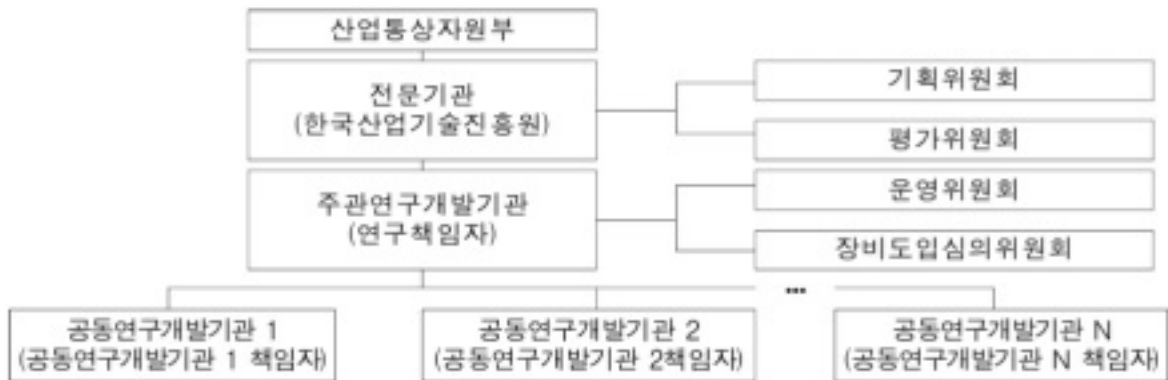 산업통상자원부
전문기관
(한국산업기술진흥원)
기획위원회
평가위원회
주관연구개발기관
(연구책임자)
운영위원회
장비도입심의위원회
...
공동연구개발기관 1
(공동연구개발기관 1 책임자)
공동연구개발기관 2
(공동연구개발기관 2책임자)
공동연구개발기관 N
(공동연구개발기관 N 책임자)